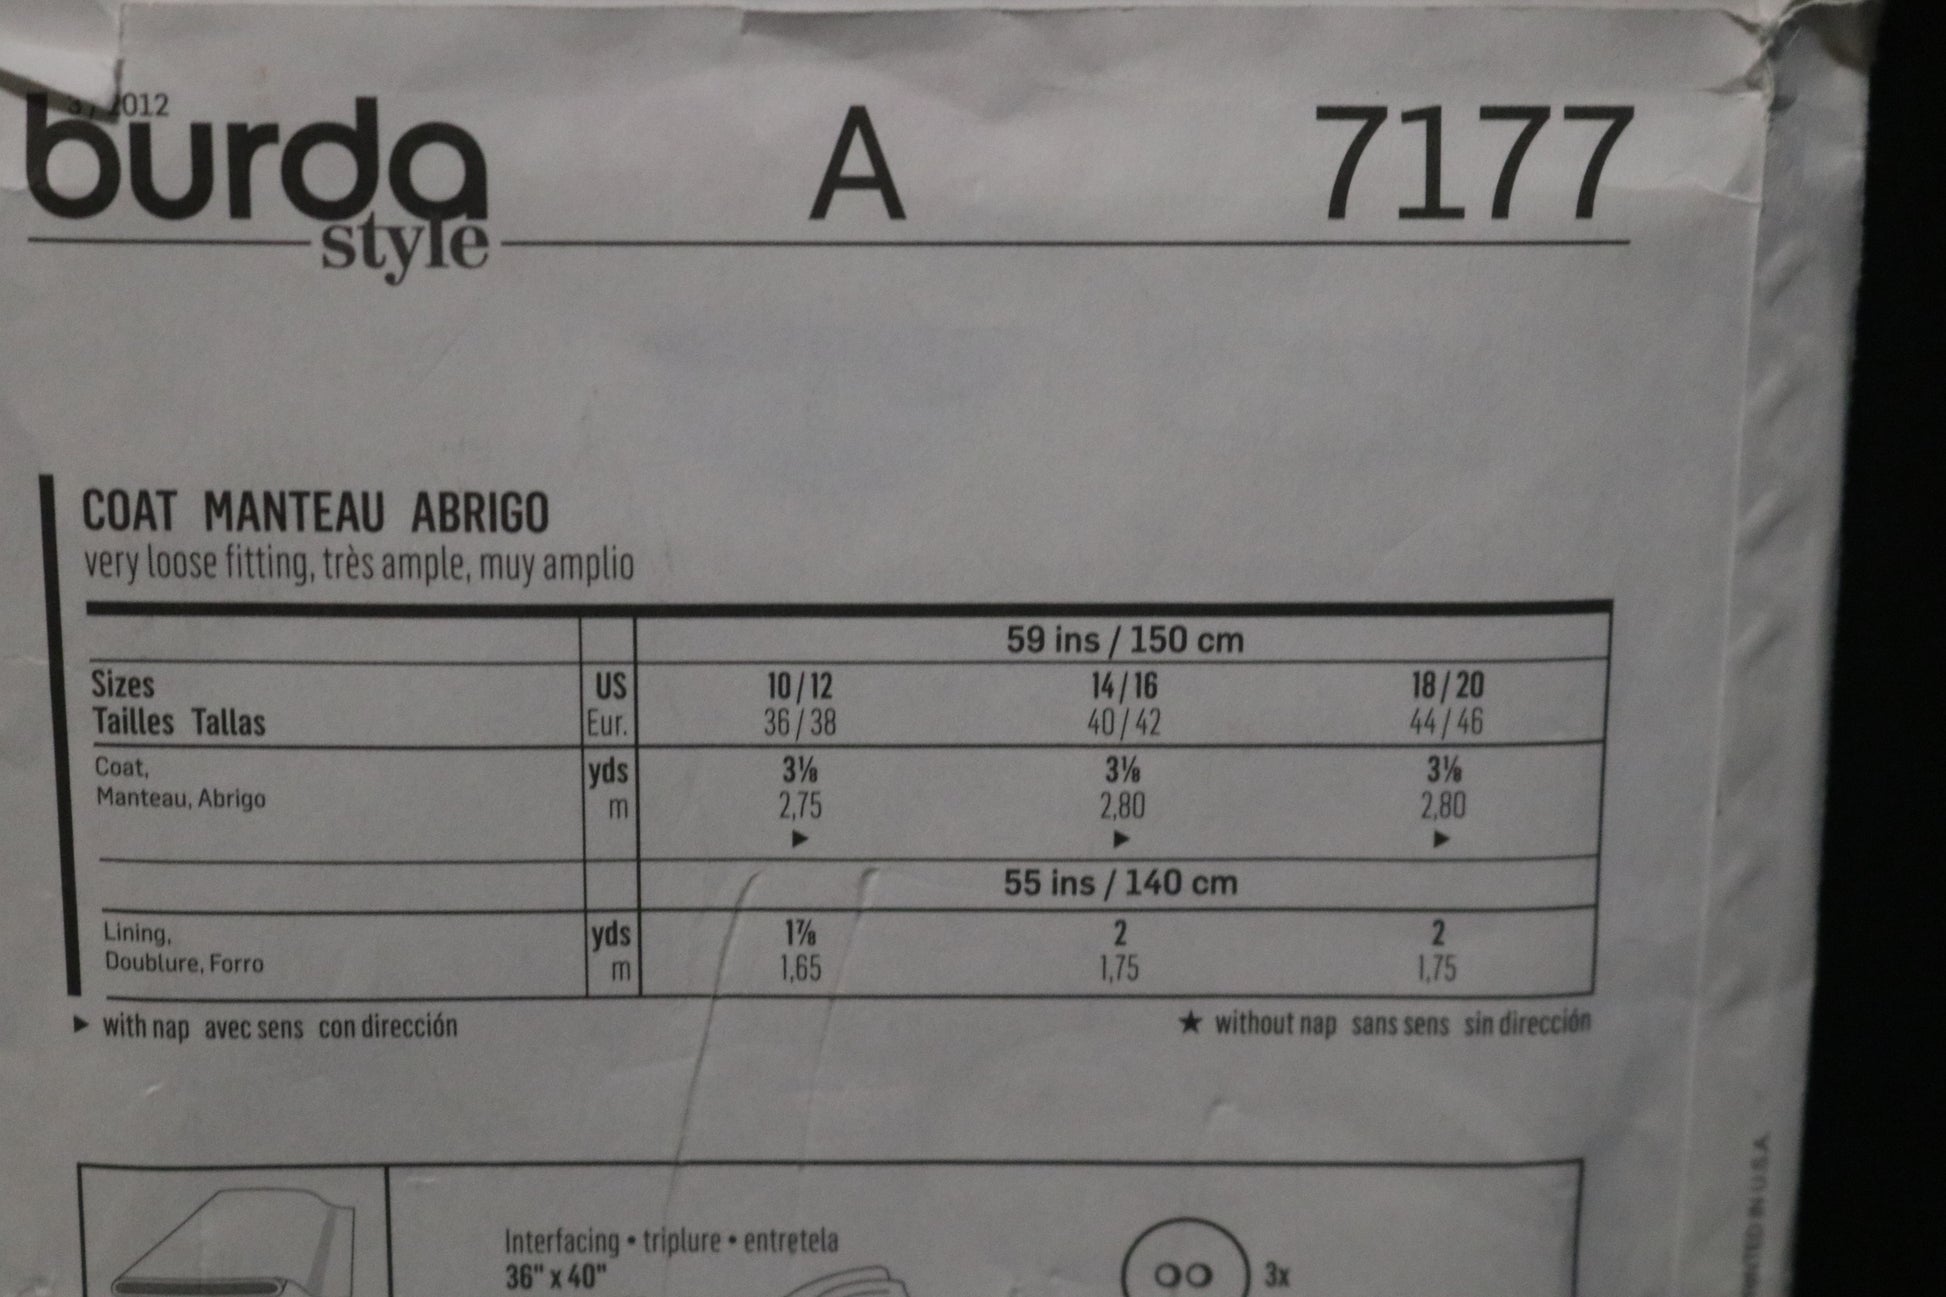 burda A 7177
style
COAT MANTEAU ABRIGO
very loose fitting, très ample, muy amplio
59 ins / 150 cm
Sizes US 10/12 14/16 18/20
Tailles Tallas Eur. 36/38 40/42 44/46
Coat, yds 3⅛ 3⅛ 3⅛
Manteau, Abrigo m 2,75 2,80 2,80
▶ ▶ ▶
55 ins / 140 cm
Lining, yds 1⅞ 2 2
Doublure, Forro m 1,65 1,75 1,75
▶ with nap avec sens con dirección ★ without nap sans sens sin dirección
Interfacing • triplure • entretela
36" x 40" 3x
IN U.S.A.